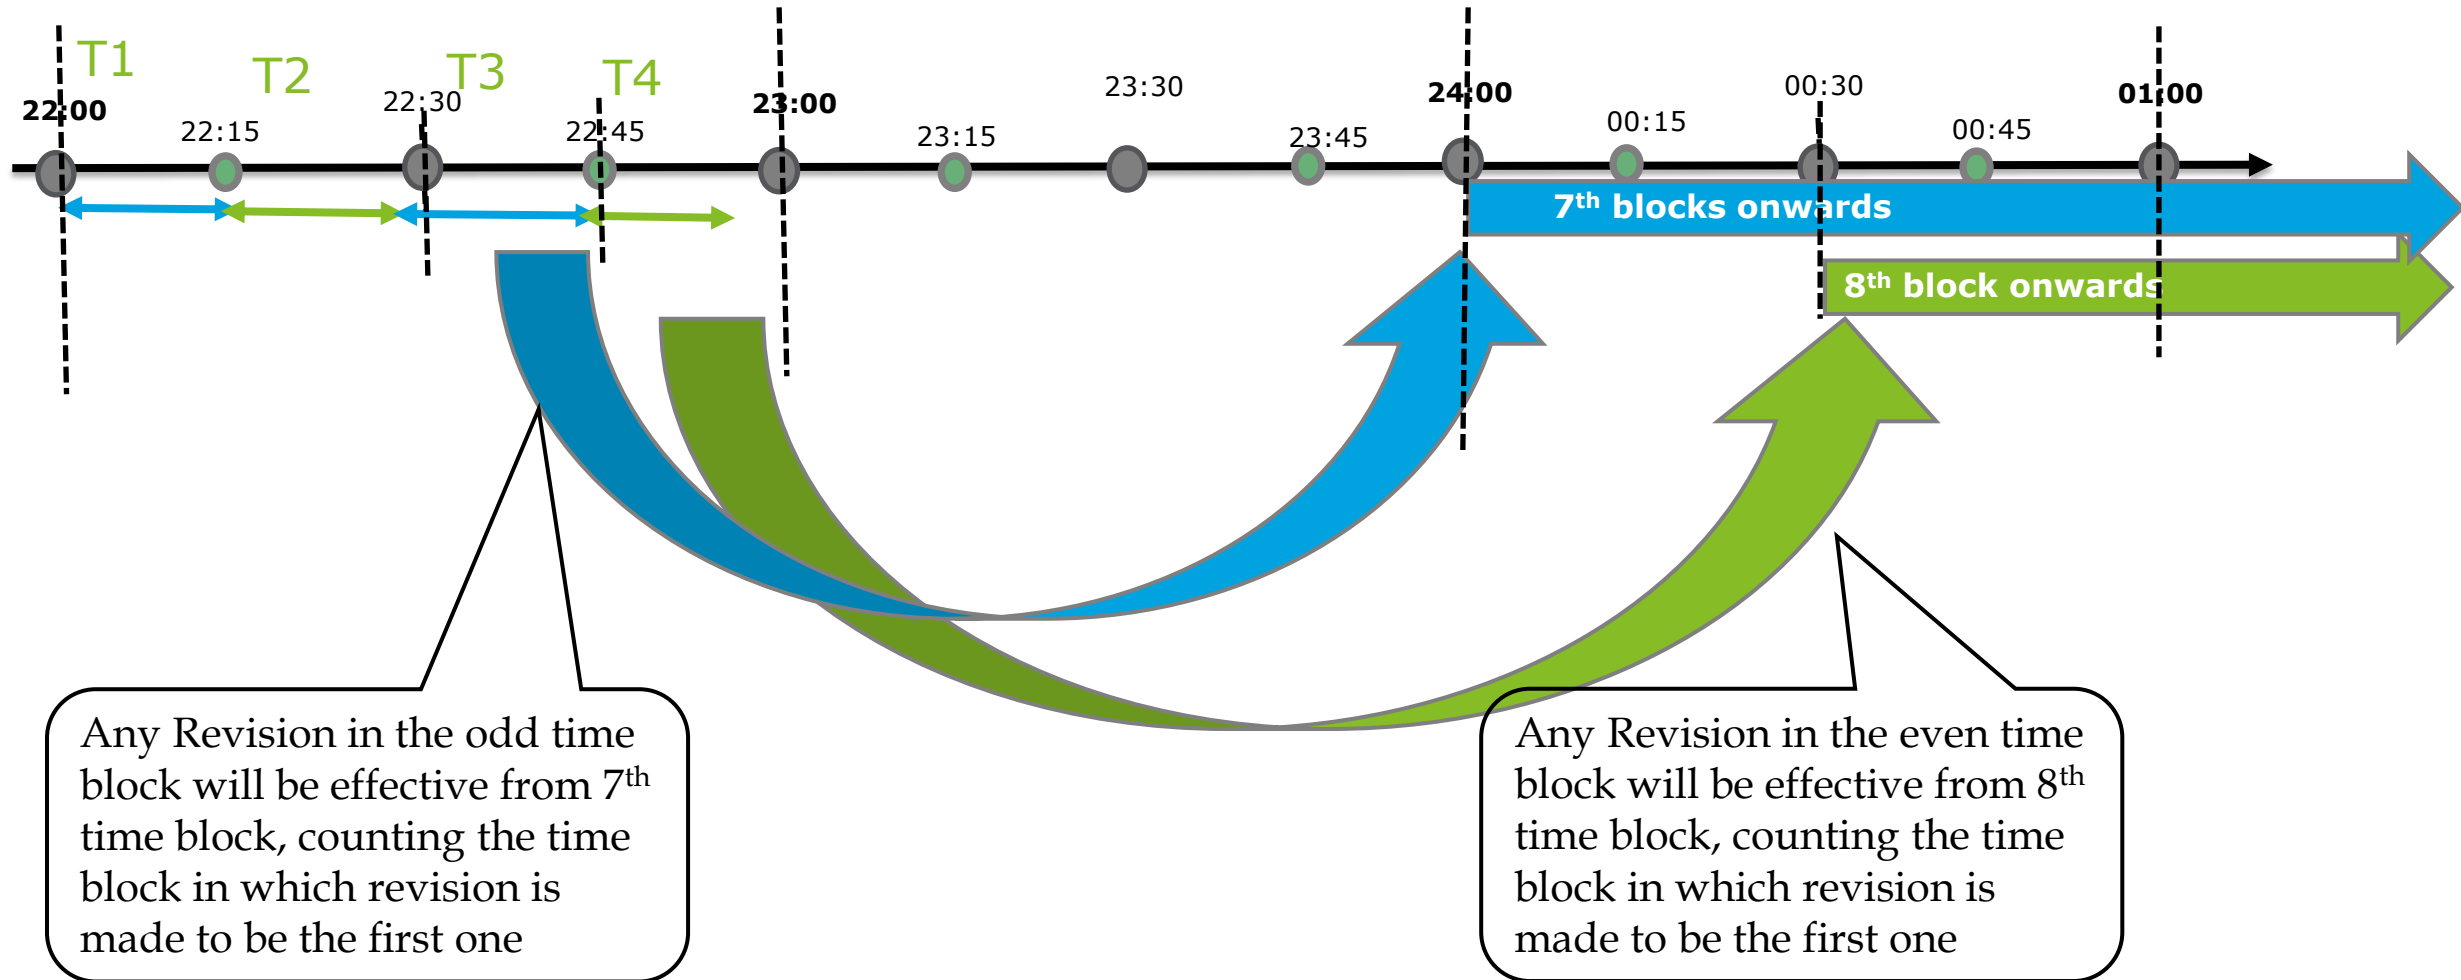 T1
T2
T3
T4
22:00
22:15
22:30
22:45
23:00
23:15
23:30
23:45
24:00
00:15
00:30
00:45
01:00
7th blocks onwards
8th block onwards
Any Revision in the odd time
block will be effective from 7th
time block, counting the time
block in which revision is
made to be the first one
Any Revision in the even time
block will be effective from 8th
time block, counting the time
block in which revision is
made to be the first one